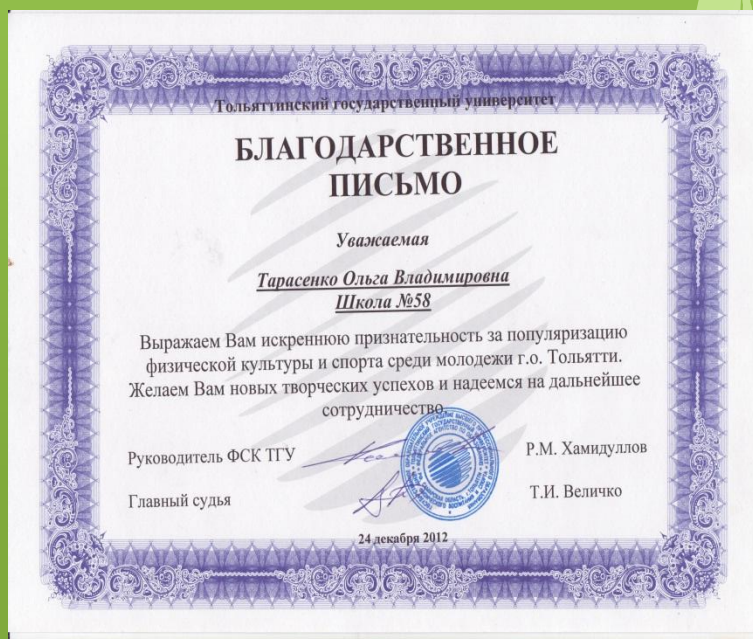 Тольяттинский государственный университет
БЛАГОДАРСТВЕННОЕ
ПИСЬМО
Уважаемая
Тарасенко Ольга Владимировна
Школа №58
Выражаем Вам искреннюю признательность за популяризацию
физической культуры и спорта среди молодежи г.о. Тольятти.
Желаем Вам новых творческих успехов и надеемся на дальнейшее
сотрудничество.
Руководитель ФСК ТГУ
Р.М. Хамидуллов
Главный судья
Т.И. Величко
24 декабря 2012